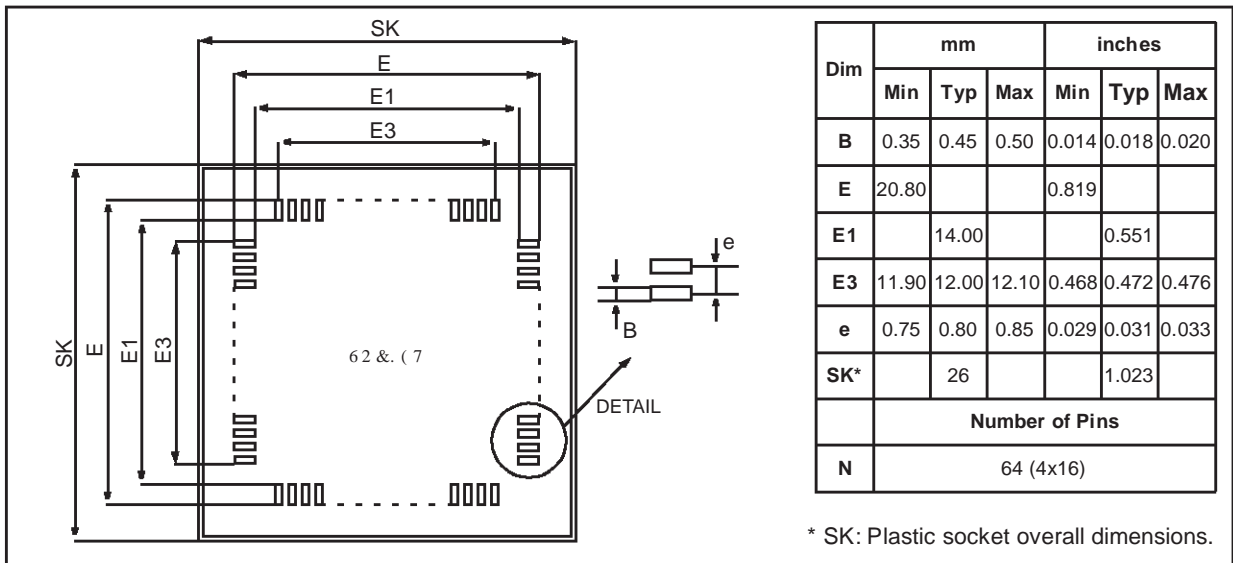 SK
E
E1
E3
SK
E
E1
E3
62&.(7
e
B
DETAIL
Dim mm inches
Min Typ Max Min Typ Max
B 0.35 0.45 0.50 0.014 0.018 0.020
E 20.80 0.819
E1 14.00 0.551
E3 11.90 12.00 12.10 0.468 0.472 0.476
e 0.75 0.80 0.85 0.029 0.031 0.033
SK* 26 1.023
Number of Pins
N 64 (4x16)
* SK: Plastic socket overall dimensions.